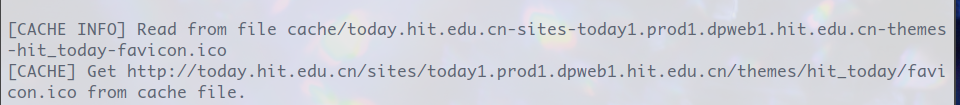 [CACHE INFO] Read from file cache/today.hit.edu.cn-sites-today1.prod1.dpweb1.hit.edu.cn-themes
-hit_today-favicon.ico
[CACHE] Get http://today.hit.edu.cn/sites/today1.prod1.dpweb1.hit.edu.cn/themes/hit_today/favi
con.ico from cache file.